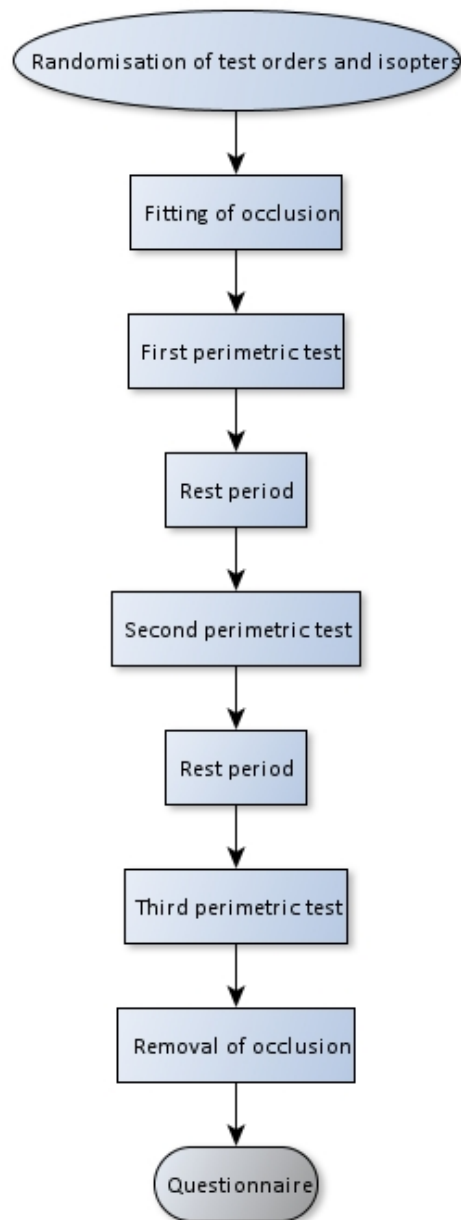 Randomisation of test orders and isopters
Fitting of occlusion
First perimetric test
Rest period
Second perimetric test
Rest period
Third perimetric test
Removal of occlusion
Questionnaire